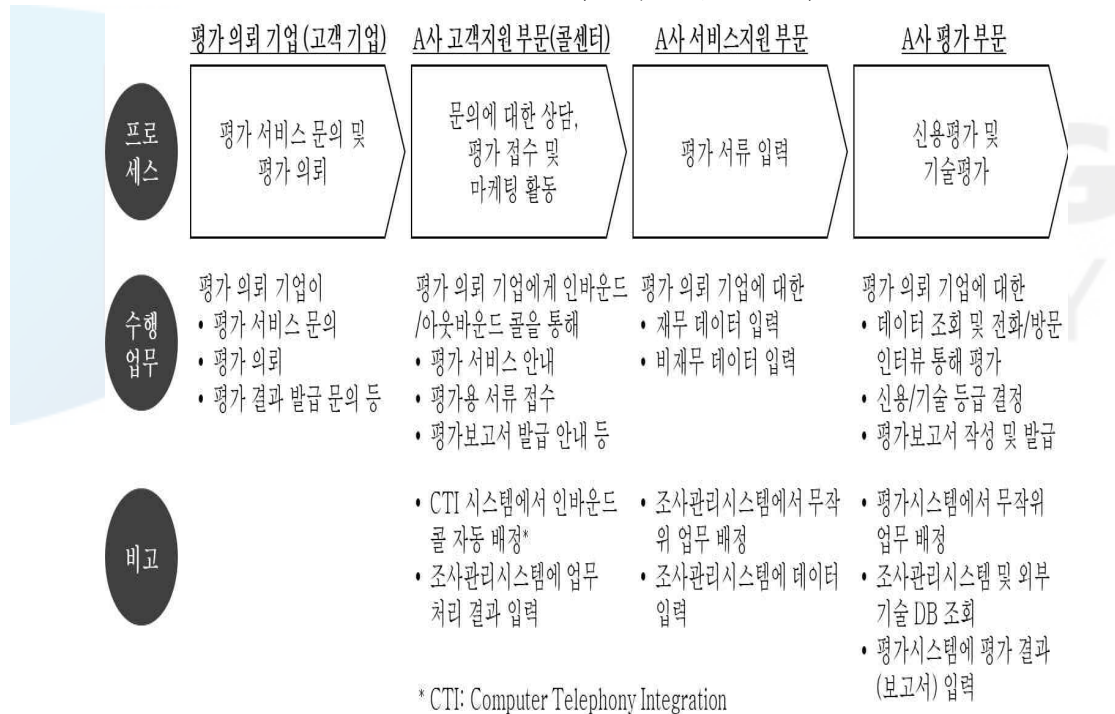 평가 의뢰 기업 (고객 기업)
A사 고객지원 부문(콜센터)
A사 서비스지원 부문
A사 평가 부문
프로
세스
평가 서비스 문의 및
평가 의뢰
문의에 대한 상담,
평가 접수 및
마케팅 활동
평가 서류 입력
신용평가 및
기술평가
수행
업무
평가 의뢰 기업이
• 평가 서비스 문의
• 평가 의뢰
• 평가 결과 발급 문의 등
평가 의뢰 기업에게 인바운드
/아웃바운드 콜을 통해
• 평가 서비스 안내
• 평가용 서류 접수
• 평가보고서 발급 안내 등
평가 의뢰 기업에 대한
• 재무 데이터 입력
• 비재무 데이터 입력
평가 의뢰 기업에 대한
• 데이터 조회 및 전화/방문
인터뷰 통해 평가
• 신용/기술 등급 결정
• 평가보고서 작성 및 발급
비고
• CTI 시스템에서 인바운드
콜 자동 배정*
• 조사관리시스템에 업무
처리 결과 입력
• 조사관리시스템에서 무작
위 업무 배정
• 조사관리시스템에 데이터
입력
• 평가시스템에서 무작위
업무 배정
• 조사관리시스템 및 외부
기술 DB 조회
• 평가시스템에 평가 결과
(보고서) 입력
* CTI: Computer Telephony Integration